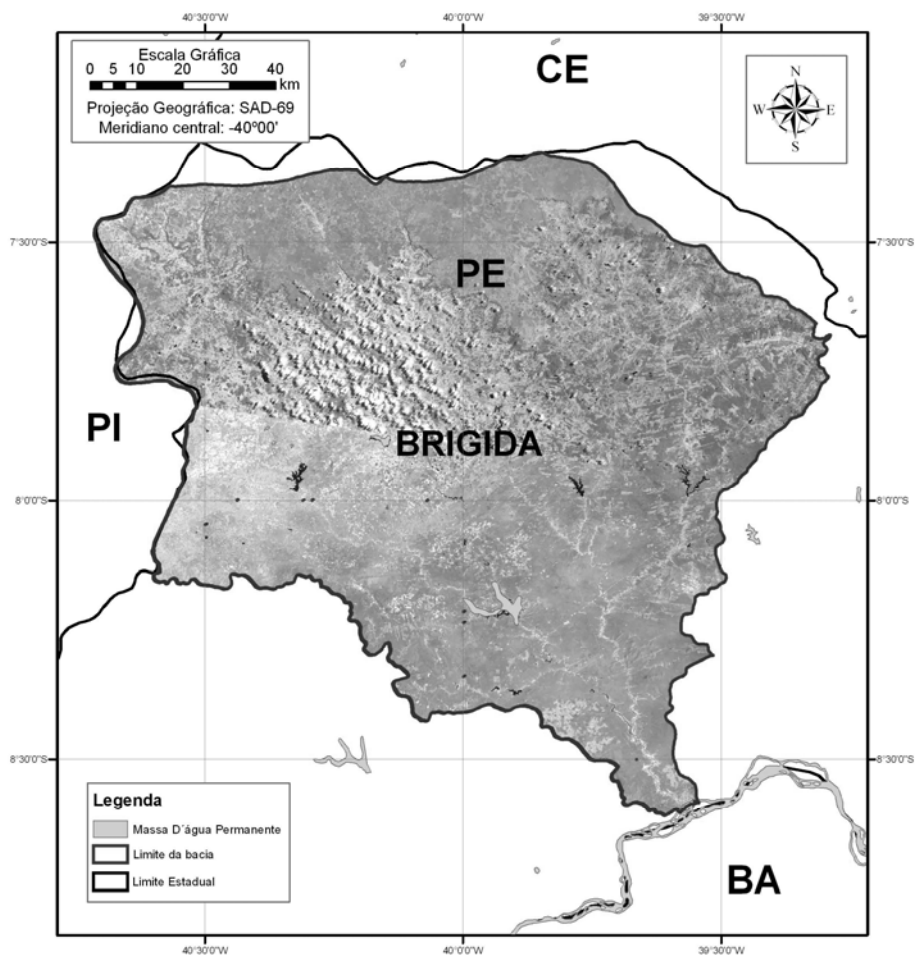 40°30'0"W 40°0'0"W 39°30'0"W
Escala Gráfica
0 5 10 20 30 40
km
Projeção Geográfica: SAD-69
Meridiano central: -40º00'
CE
N
W E
S
7°30'0"S 7°30'0"S
PE
PI
BRIGIDA
8°0'0"S 8°0'0"S
8°30'0"S 8°30'0"S
Legenda
Massa D´água Permanente
Limite da bacia
Limite Estadual
BA
40°30'0"W 40°0'0"W 39°30'0"W